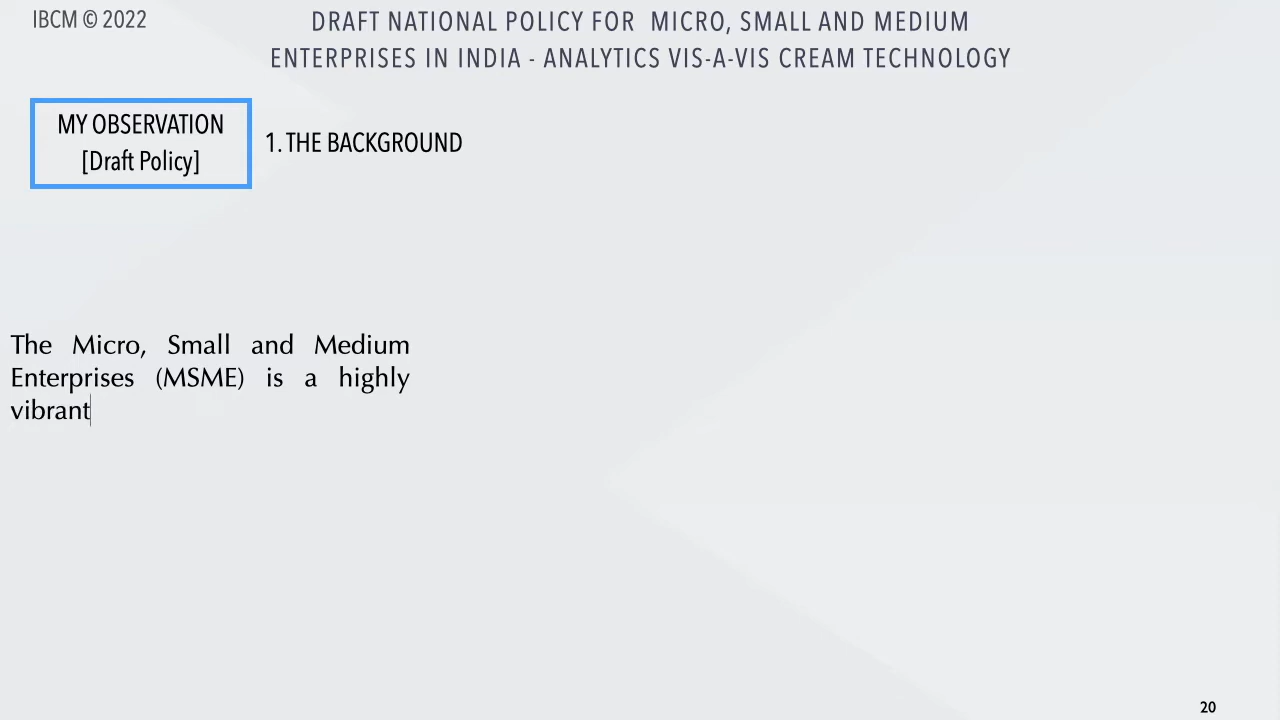 IBCM © 2022
DRAFT NATIONAL POLICY FOR MICRO, SMALL AND MEDIUM
ENTERPRISES IN INDIA - ANALYTICS VIS-A-VIS CREAM TECHNOLOGY
MY OBSERVATION
[Draft Policy]
1. THE BACKGROUND
The Micro, Small and Medium
Enterprises (MSME) is a highly
vibrant
20